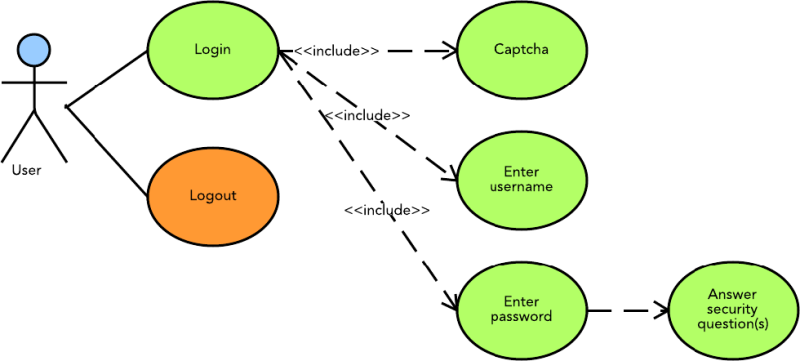 Login
<<include>>
Captcha
<<include>>
Enter
username
User
Logout
<<include>>
Enter
password
Answer
security
question(s)